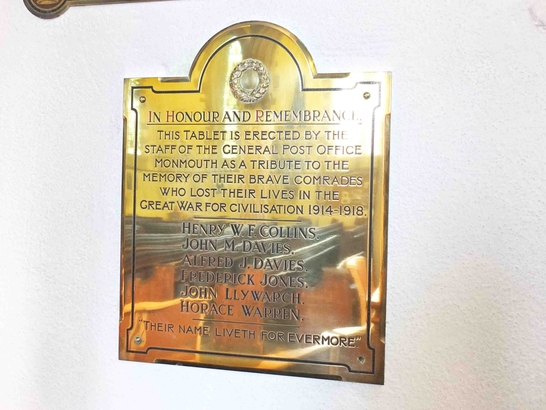 IN HONOUR AND REMEMBRANCE.
THIS TABLET IS ERECTED BY THE
STAFF OF THE GENERAL POST OFFICE
MONMOUTH AS A TRIBUTE TO THE
MEMORY OF THEIR BRAVE COMRADES
WHO LOST THEIR LIVES IN THE
GREAT WAR FOR CIVILISATION 1914-1918.
HENRY W. F. COLLINS.
JOHN M. DAVIES.
ALFRED J. DAVIES.
FREDERICK JONES.
JOHN LLYWARCH.
HORACE WARREN.
"THEIR NAME LIVETH FOR EVERMORE"